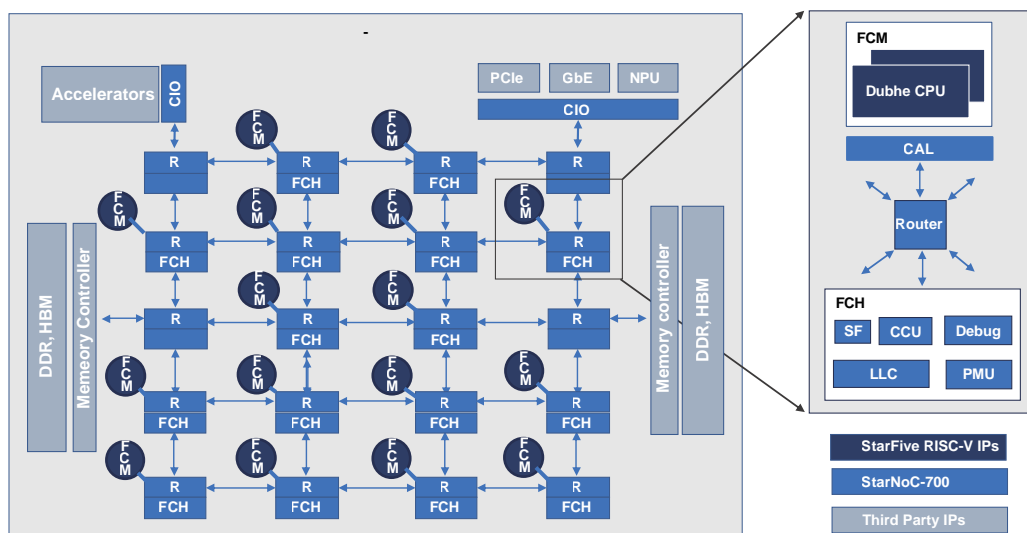 -
Accelerators
CIO
PCIe
GbE
NPU
CIO
FCM
FCM
R
R
R
R
FCH
FCH
FCM
FCM
FCM
FCM
R
R
R
R
FCH
FCH
FCH
FCH
DDR, HBM
Memeory Controller
FCM
FCM
R
R
R
R
FCH
FCH
Memory controller
DDR, HBM
FCM
FCM
FCM
FCM
R
R
R
R
FCH
FCH
FCH
FCH
FCM
FCM
FCM
FCM
R
R
R
R
FCH
FCH
FCH
FCH
FCM
Dubhe CPU
CAL
Router
FCH
SF
CCU
Debug
LLC
PMU
StarFive RISC-V IPs
StarNoC-700
Third Party IPs